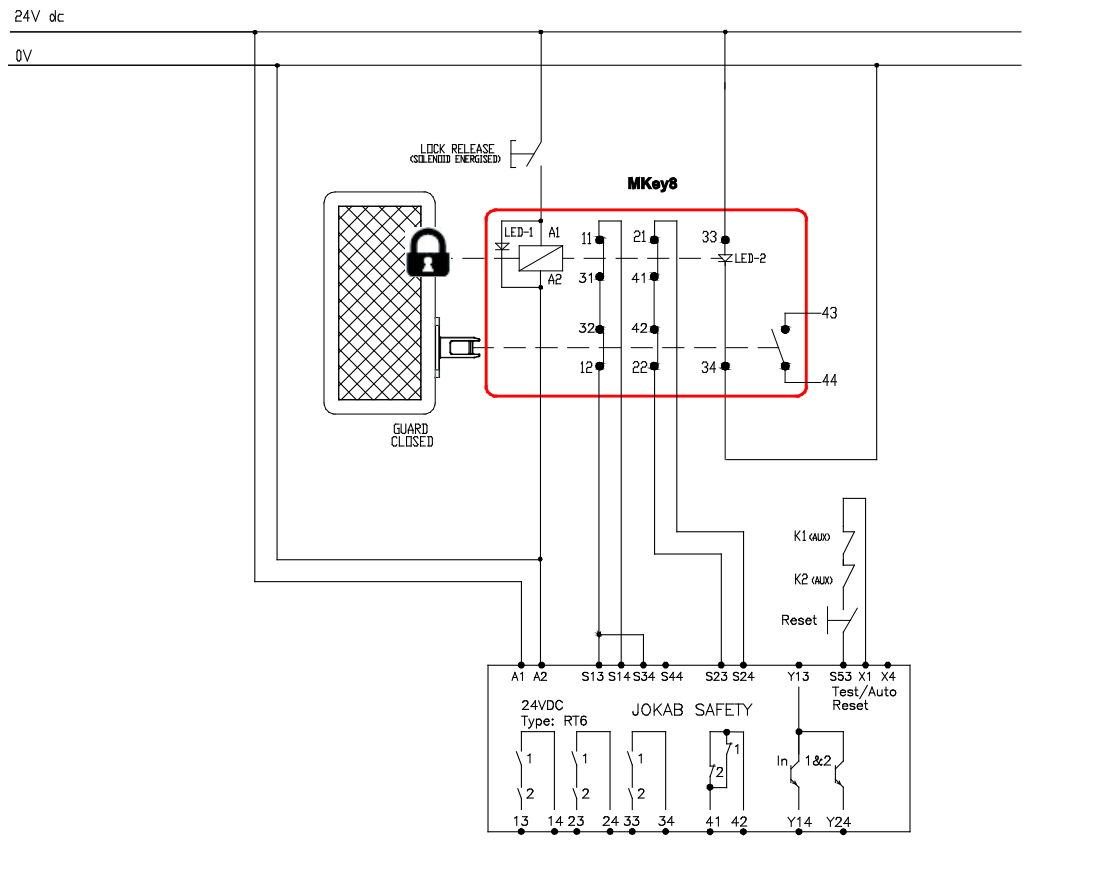 24V dc
0V
LOCK RELEASE
(SOLENOID ENERGISED)
MKey8
LED-1 A1 11 21 33
LED-2
A2 31 41
43
32 42
12 22 34
44
GUARD
CLOSED
K1 (AUX)
K2 (AUX)
Reset
A1 A2 S13 S14 S34 S44 S23 S24 Y13 S53 X1 X4
Test/Auto
Reset
24VDC
Type: RT6
JOKAB SAFETY
1 1 1 1
2
In 1&2
2 2 2
13 14 23 24 33 34 41 42 Y14 Y24